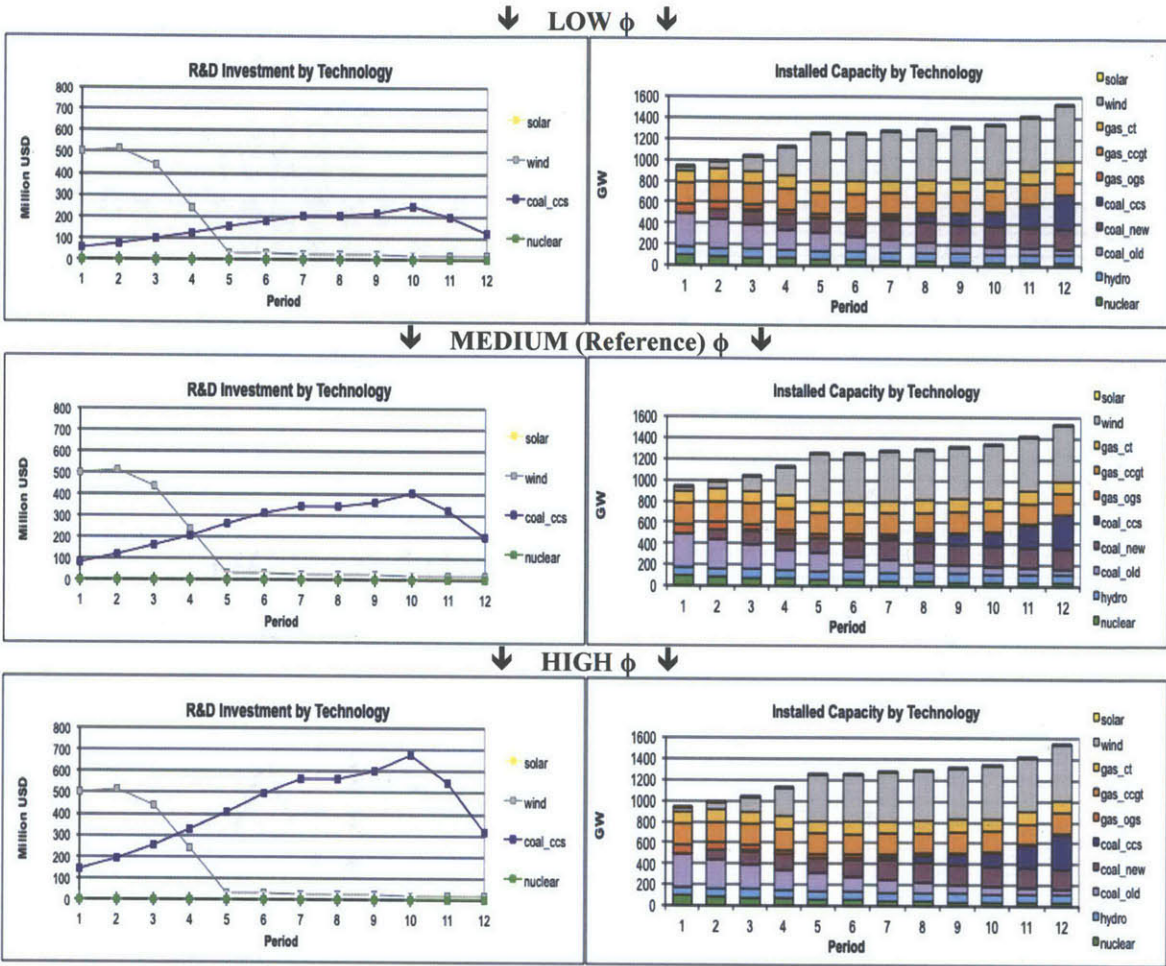 ↓ LOW ϕ ↓
R&D Investment by Technology
Million USD
800
700
600
500
400
300
200
100
0
1 2 3 4 5 6 7 8 9 10 11 12
Period
solar
wind
coal_ccs
nuclear
Installed Capacity by Technology
GW
1600
1400
1200
1000
800
600
400
200
0
1 2 3 4 5 6 7 8 9 10 11 12
Period
solar
wind
gas_ct
gas_ccgt
gas_ogs
coal_ccs
coal_new
coal_old
hydro
nuclear
↓ MEDIUM (Reference) ϕ ↓
R&D Investment by Technology
Million USD
800
700
600
500
400
300
200
100
0
1 2 3 4 5 6 7 8 9 10 11 12
Period
solar
wind
coal_ccs
nuclear
Installed Capacity by Technology
GW
1600
1400
1200
1000
800
600
400
200
0
1 2 3 4 5 6 7 8 9 10 11 12
Period
solar
wind
gas_ct
gas_ccgt
gas_ogs
coal_ccs
coal_new
coal_old
hydro
nuclear
↓ HIGH ϕ ↓
R&D Investment by Technology
Million USD
800
700
600
500
400
300
200
100
0
1 2 3 4 5 6 7 8 9 10 11 12
Period
solar
wind
coal_ccs
nuclear
Installed Capacity by Technology
GW
1600
1400
1200
1000
800
600
400
200
0
1 2 3 4 5 6 7 8 9 10 11 12
Period
solar
wind
gas_ct
gas_ccgt
gas_ogs
coal_ccs
coal_new
coal_old
hydro
nuclear